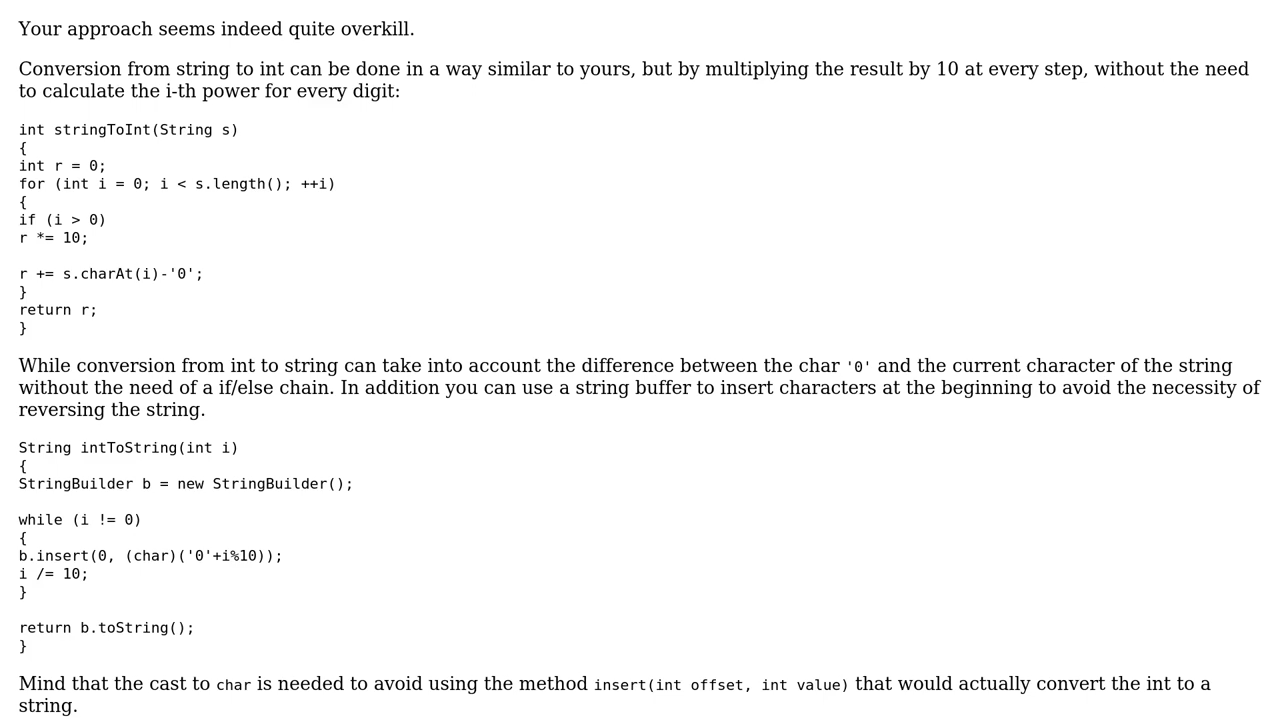 Your approach seems indeed quite overkill.
Conversion from string to int can be done in a way similar to yours, but by multiplying the result by 10 at every step, without the need
to calculate the i-th power for every digit:
int stringToInt(String s)
{
int r = 0;
for (int i = 0; i < s.length(); ++i)
{
if (i > 0)
r *= 10;
r += s.charAt(i)-'0';
}
return r;
}
While conversion from int to string can take into account the difference between the char '0' and the current character of the string
without the need of a if/else chain. In addition you can use a string buffer to insert characters at the beginning to avoid the necessity of
reversing the string.
String intToString(int i)
{
StringBuilder b = new StringBuilder();
while (i != 0)
{
b.insert(0, (char)('0'+i%10));
i /= 10;
}
return b.toString();
}
Mind that the cast to char is needed to avoid using the method insert(int offset, int value) that would actually convert the int to a
string.